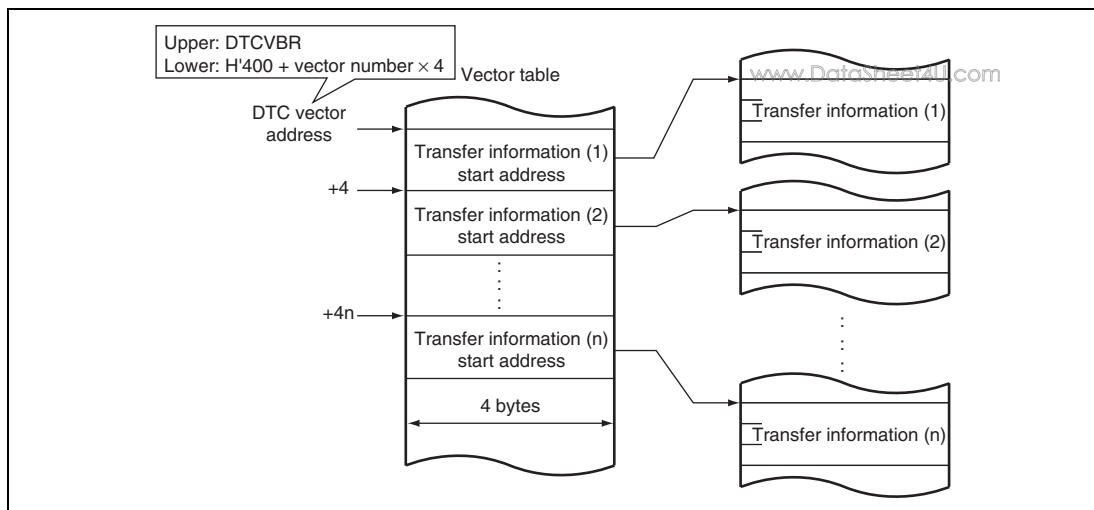 Upper: DTCVBR
Lower: H'400 + vector number × 4
DTC vector
address
Vector table
Transfer information (1)
start address
+4
Transfer information (2)
start address
+4n
Transfer information (n)
start address
4 bytes
www.DataSheet4U.com
Transfer information (1)
Transfer information (2)
Transfer information (n)